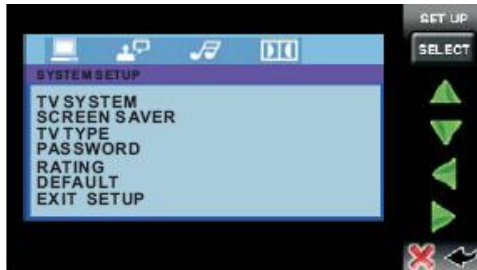 SET UP
SELECT
SYSTEM SETUP
TV SYSTEM
SCREEN SAVER
TV TYPE
PASSWORD
RATING
DEFAULT
EXIT SETUP